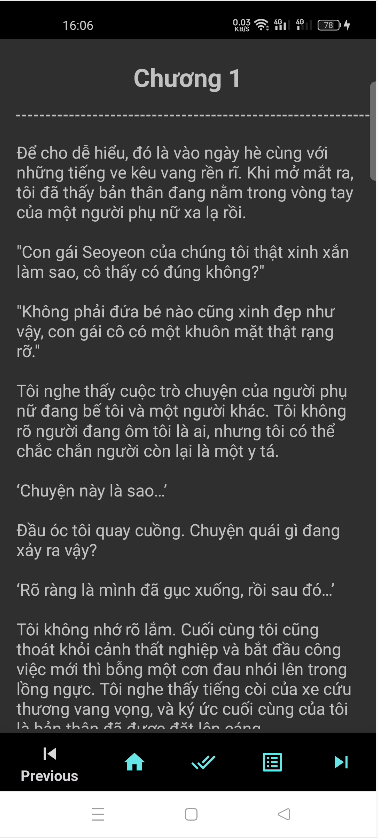 16:06
0.03 KB/S 4G 4G 78
Chương 1
Để cho dễ hiểu, đó là vào ngày hè cùng với
những tiếng ve kêu vang rền rĩ. Khi mở mắt ra,
tôi đã thấy bản thân đang nằm trong vòng tay
của một người phụ nữ xa lạ rồi.
"Con gái Seoyeon của chúng tôi thật xinh xắn
làm sao, cô thấy có đúng không?"
"Không phải đứa bé nào cũng xinh đẹp như
vậy, con gái cô có một khuôn mặt thật rạng
rỡ."
Tôi nghe thấy cuộc trò chuyện của người phụ
nữ đang bế tôi và một người khác. Tôi không
rõ người đang ôm tôi là ai, nhưng tôi có thể
chắc chắn người còn lại là một y tá.
‘Chuyện này là sao...’
Đầu óc tôi quay cuồng. Chuyện quái gì đang
xảy ra vậy?
‘Rõ ràng là mình đã gục xuống, rồi sau đó...’
Tôi không nhớ rõ lắm. Cuối cùng tôi cũng
thoát khỏi cảnh thất nghiệp và bắt đầu công
việc mới thì bỗng một cơn đau nhói lên trong
lồng ngực. Tôi nghe thấy tiếng còi của xe cứu
thương vang vọng, và ký ức cuối cùng của tôi
là bản thân đã được đặt lên cáng
Previous